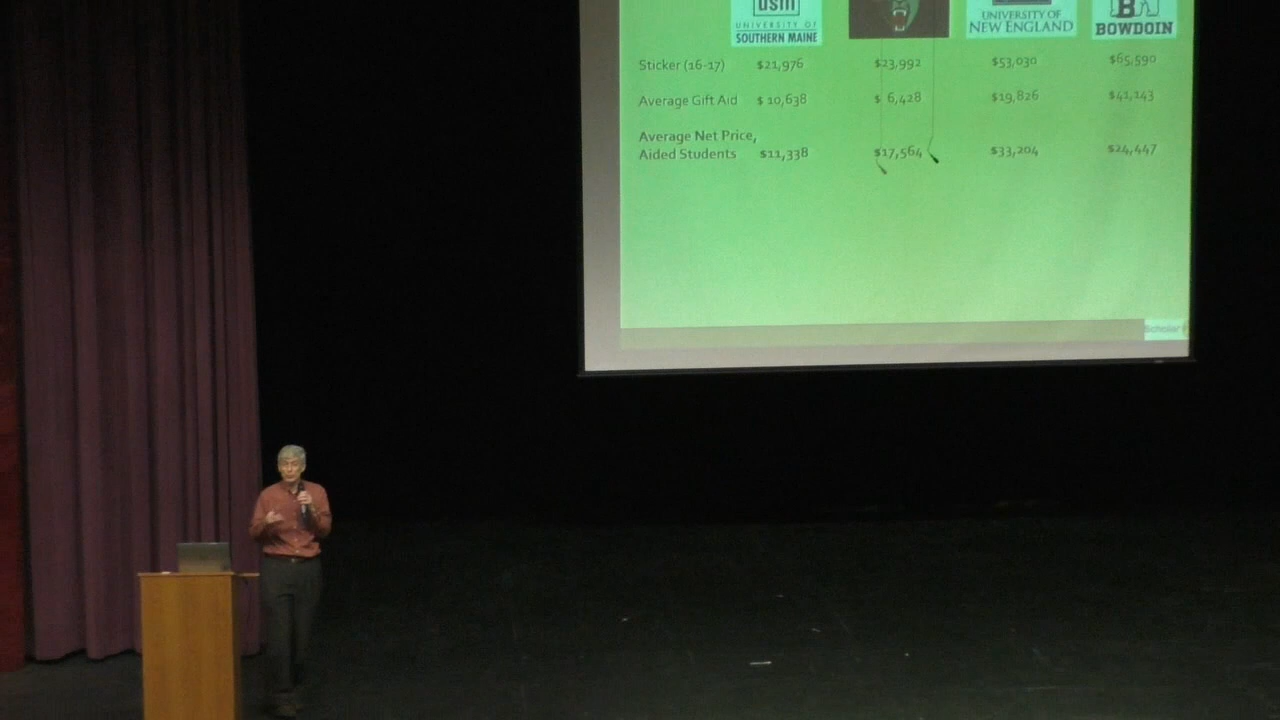 usm
UNIVERSITY OF
SOUTHERN MAINE
UNIVERSITY OF
NEW ENGLAND
B
BOWDOIN
Sticker (16-17) $21,976 $23,992 $53,030 $65,590
Average Gift Aid $ 10,638 $ 6,428 $19,826 $41,143
Average Net Price,
Aided Students $11,338 $17,564 $33,204 $24,447